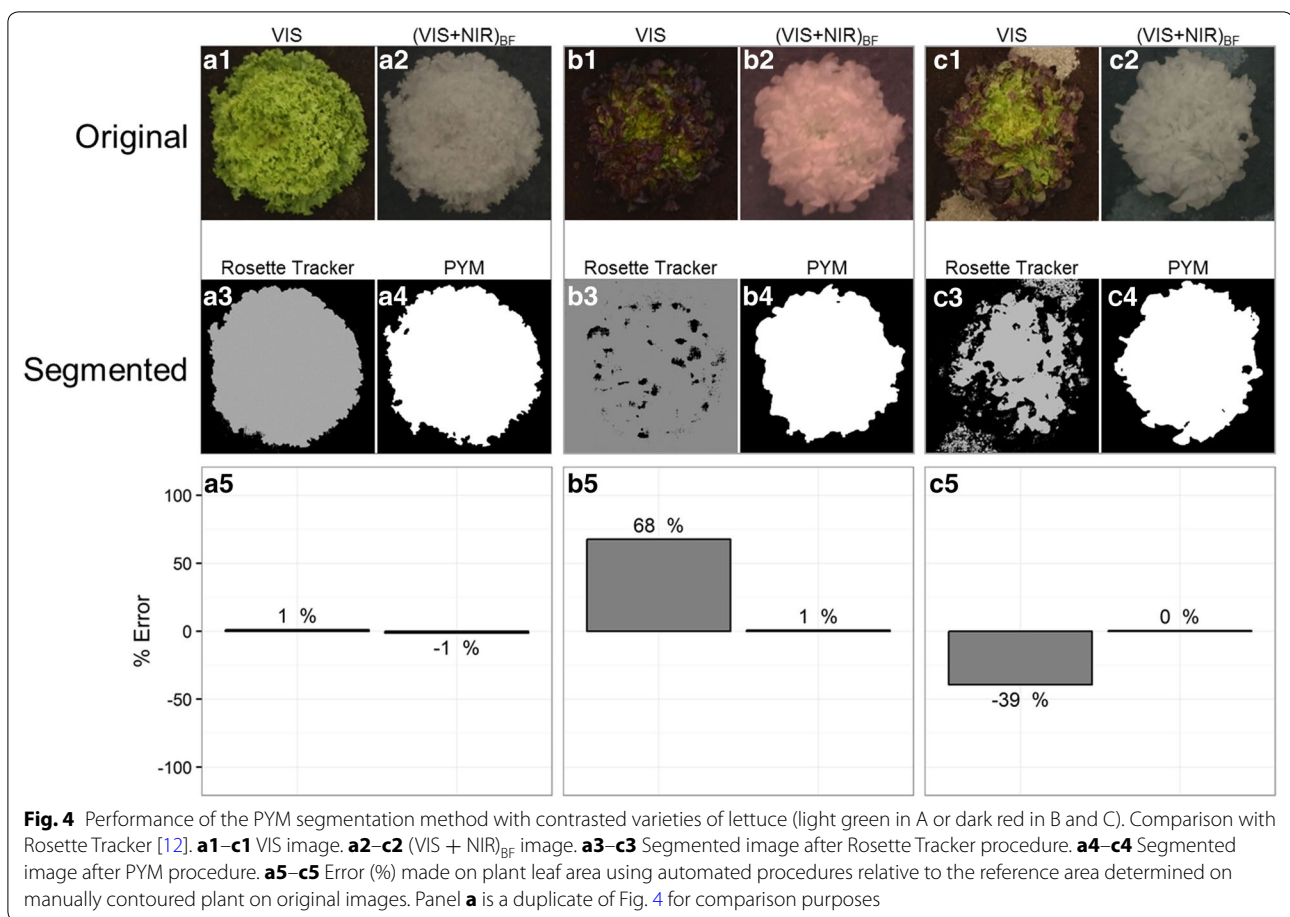 VIS (VIS+NIR)BF VIS (VIS+NIR)BF VIS (VIS+NIR)BF
a1 a2 b1 b2 c1 c2
Original
Rosette Tracker PYM Rosette Tracker PYM Rosette Tracker PYM
a3 a4 b3 b4 c3 c4
Segmented
a5 b5 c5
100
68 %
50
1 % 1 % 0 %
0
-1 %
% Error
-50
-39 %
-100
Fig. 4 Performance of the PYM segmentation method with contrasted varieties of lettuce (light green in A or dark red in B and C). Comparison with
Rosette Tracker [12]. a1–c1 VIS image. a2–c2 (VIS + NIR)BF image. a3–c3 Segmented image after Rosette Tracker procedure. a4–c4 Segmented
image after PYM procedure. a5–c5 Error (%) made on plant leaf area using automated procedures relative to the reference area determined on
manually contoured plant on original images. Panel a is a duplicate of Fig. 4 for comparison purposes